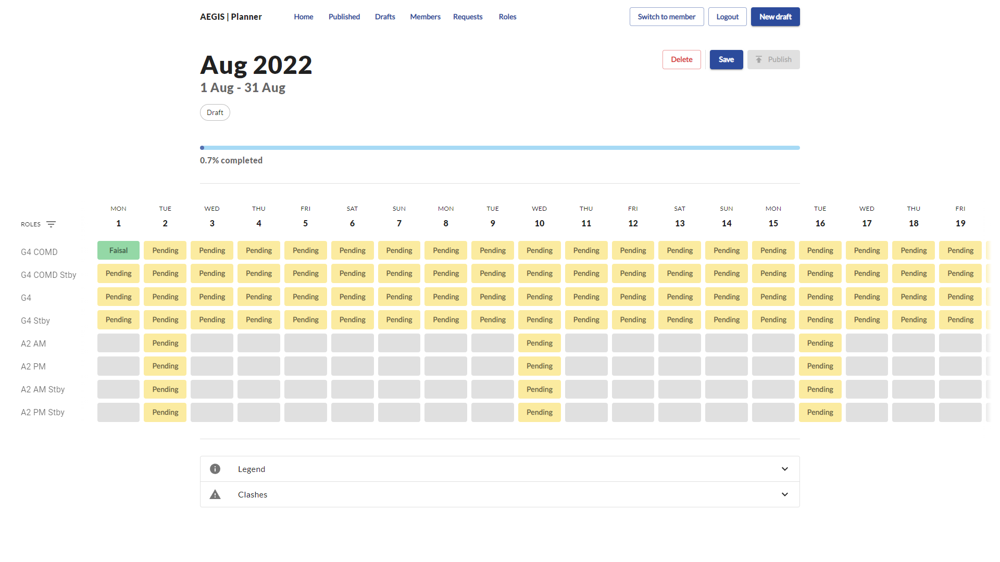 AEGIS | Planner Home Published Drafts Members Requests Roles Switch to member Logout New draft
Aug 2022 Delete Save Publish
1 Aug - 31 Aug
Draft
0.7% completed
MON TUE WED THU FRI SAT SUN MON TUE WED THU FRI SAT SUN MON TUE WED THU FRI
ROLES 1 2 3 4 5 6 7 8 9 10 11 12 13 14 15 16 17 18 19
G4 COMD Faisal Pending Pending Pending Pending Pending Pending Pending Pending Pending Pending Pending Pending Pending Pending Pending Pending Pending Pending
G4 COMD Stby Pending Pending Pending Pending Pending Pending Pending Pending Pending Pending Pending Pending Pending Pending Pending Pending Pending Pending Pending
G4 Pending Pending Pending Pending Pending Pending Pending Pending Pending Pending Pending Pending Pending Pending Pending Pending Pending Pending Pending
G4 Stby Pending Pending Pending Pending Pending Pending Pending Pending Pending Pending Pending Pending Pending Pending Pending Pending Pending Pending Pending
A2 AM Pending Pending Pending
A2 PM Pending Pending Pending
A2 AM Stby Pending Pending Pending
A2 PM Stby Pending Pending Pending
Legend
Clashes